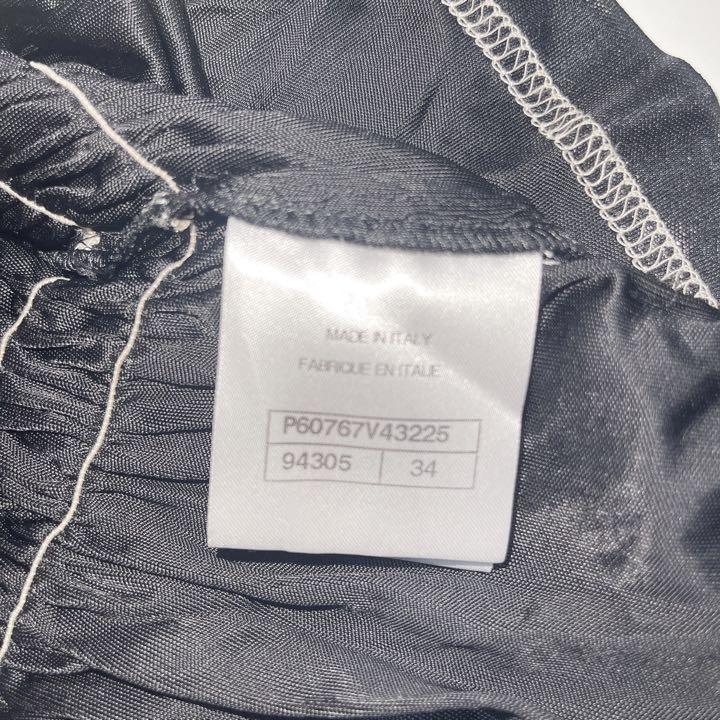 MADE IN ITALY
FABRIQUE EN ITALIE
P60767V43225
94305 34